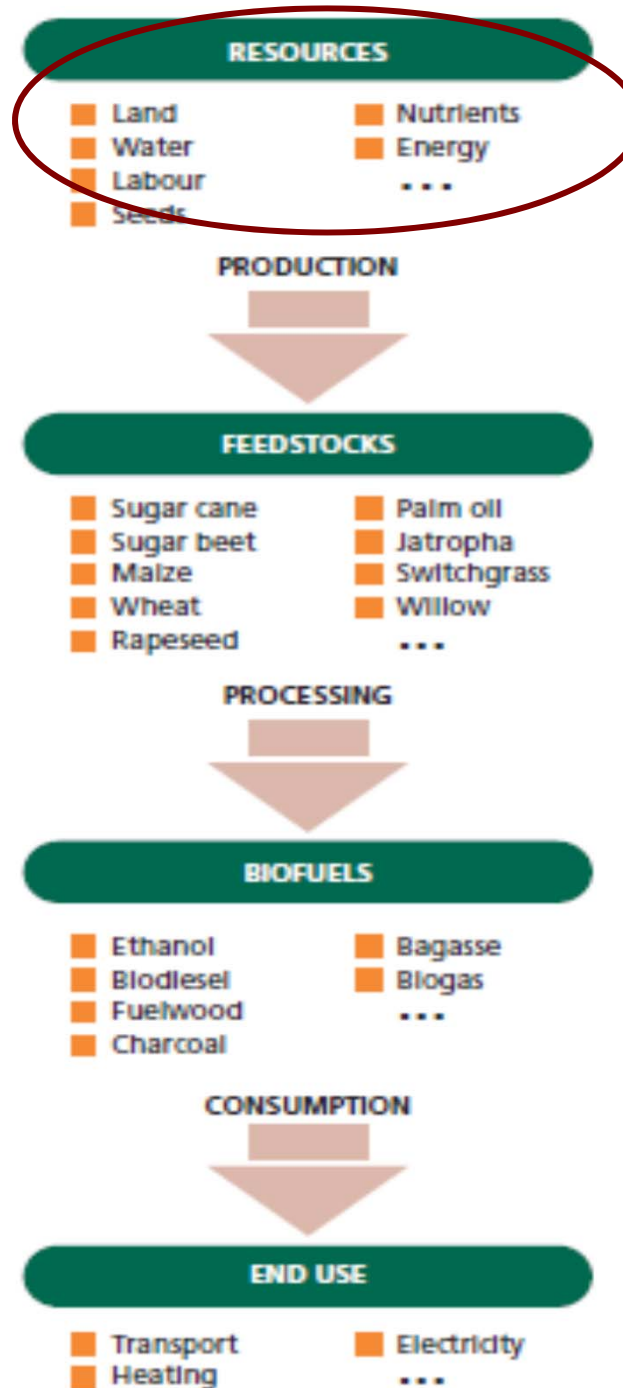 RESOURCES
Land
Water
Labour
Seeds
Nutrients
Energy
...
PRODUCTION
FEEDSTOCKS
Sugar cane
Sugar beet
Maize
Wheat
Rapeseed
Palm oil
Jatropha
Switchgrass
Willow
...
PROCESSING
BIOFUELS
Ethanol
Biodiesel
Fuelwood
Charcoal
Bagasse
Biogas
...
CONSUMPTION
END USE
Transport
Heating
Electricity
...